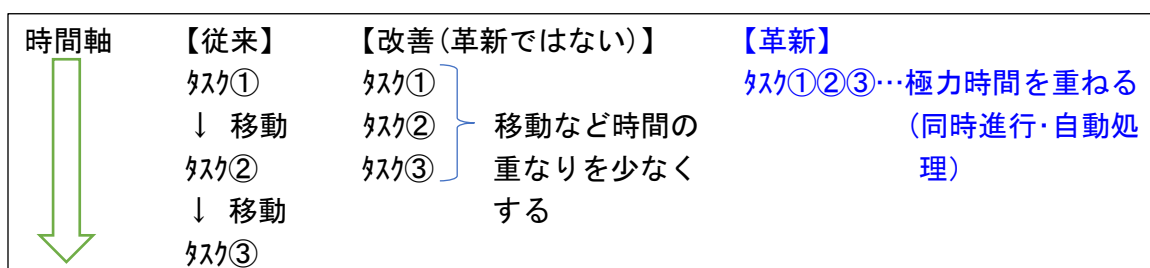 時間軸 【従来】 【改善(革新ではない)】 【革新】
ﾀｽｸ① ﾀｽｸ① ﾀｽｸ①②③…極力時間を重ねる
↓ 移動 ﾀｽｸ② 移動など時間の (同時進行・自動処
ﾀｽｸ② ﾀｽｸ③ 重なりを少なく 理)
↓ 移動 する
ﾀｽｸ③